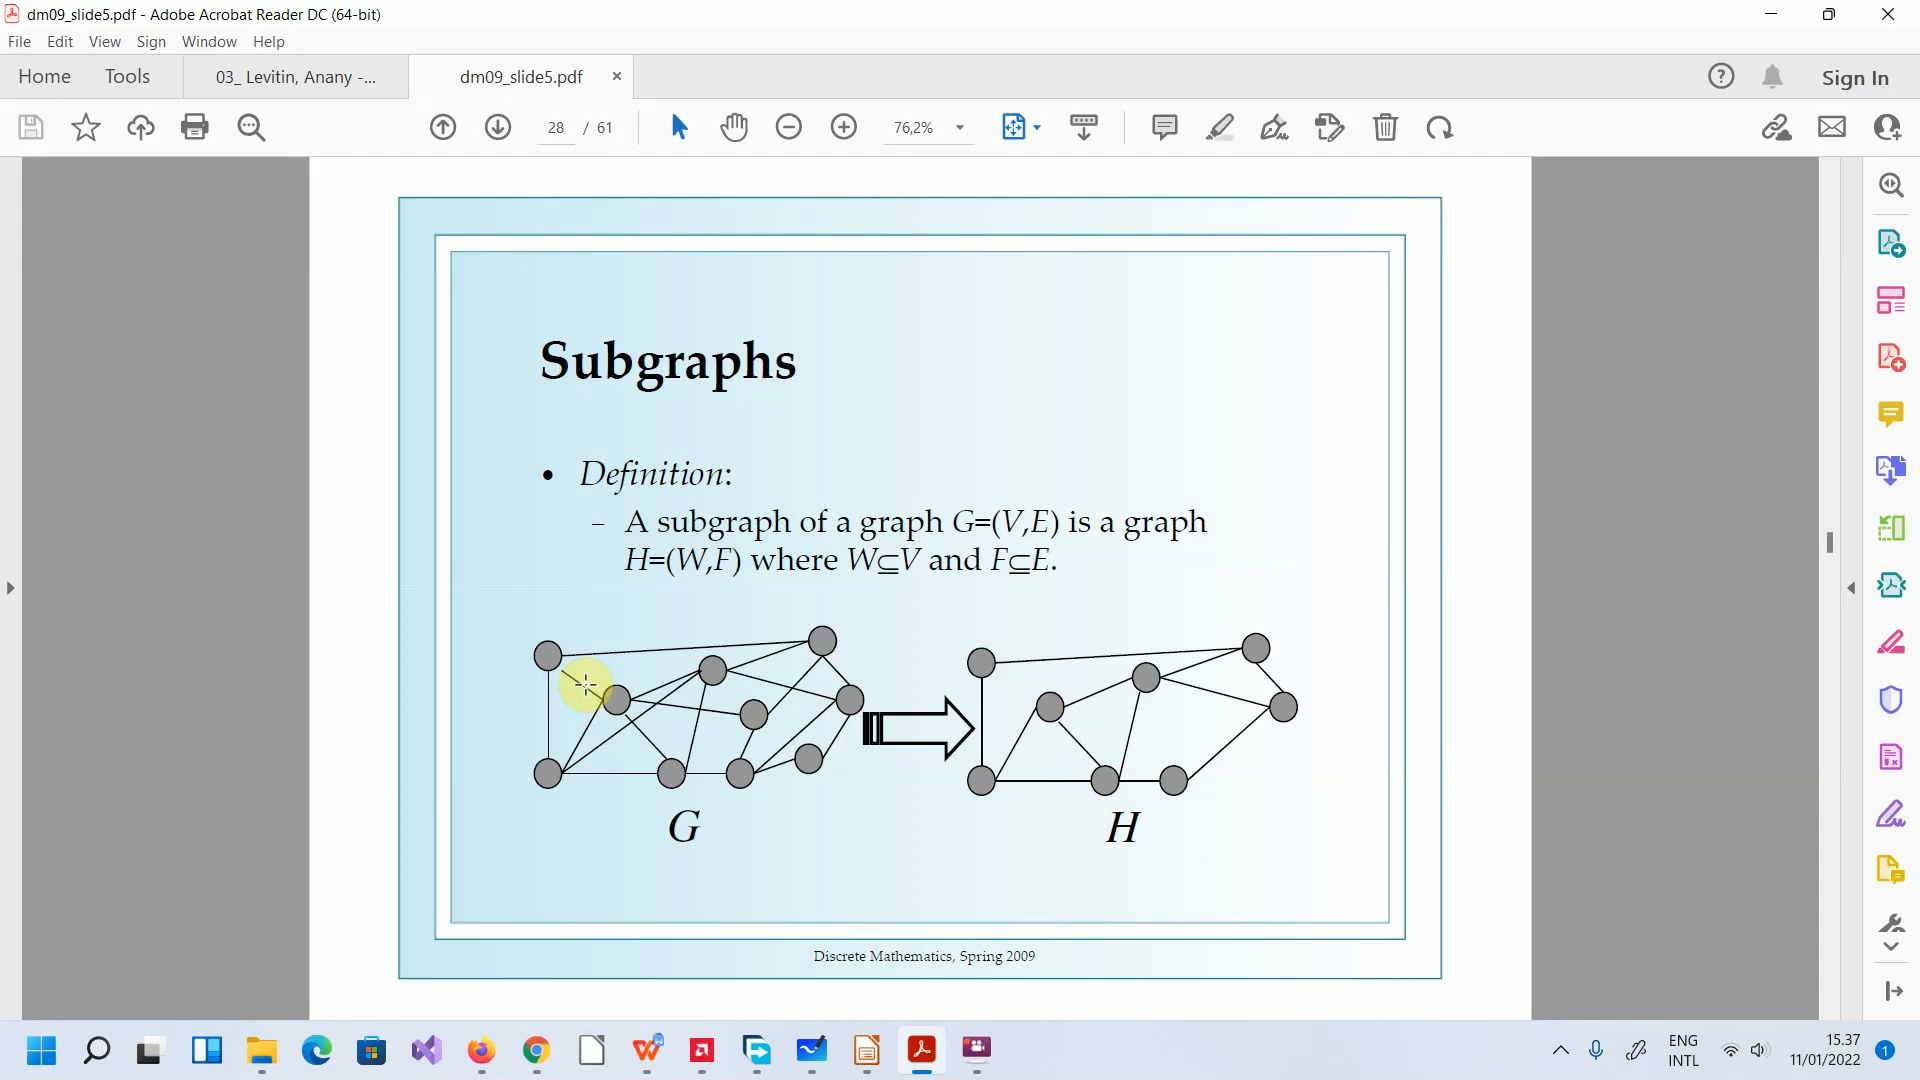 dm09_slide5.pdf - Adobe Acrobat Reader DC (64-bit)
File Edit View Sign Window Help
Home Tools 03_ Levitin, Anany -... dm09_slide5.pdf Sign In
28 / 61 76,2%
Subgraphs
• Definition:
– A subgraph of a graph G=(V,E) is a graph
H=(W,F) where W⊆V and F⊆E.
G H
Discrete Mathematics, Spring 2009
ENG 15.37
INTL 11/01/2022 1